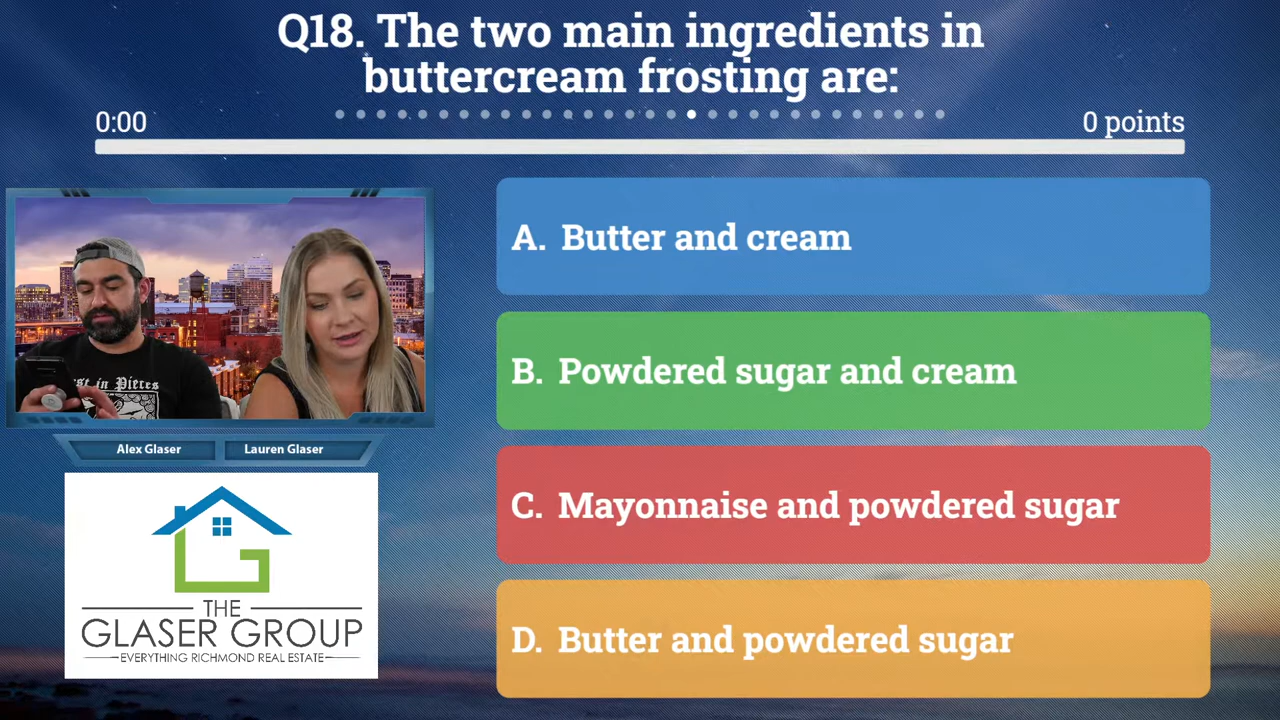 Q18. The two main ingredients in
buttercream frosting are:
0:00
0 points
A. Butter and cream
B. Powdered sugar and cream
C. Mayonnaise and powdered sugar
D. Butter and powdered sugar
in Pieces
Alex Glaser
Lauren Glaser
THE
GLASER GROUP
EVERYTHING RICHMOND REAL ESTATE